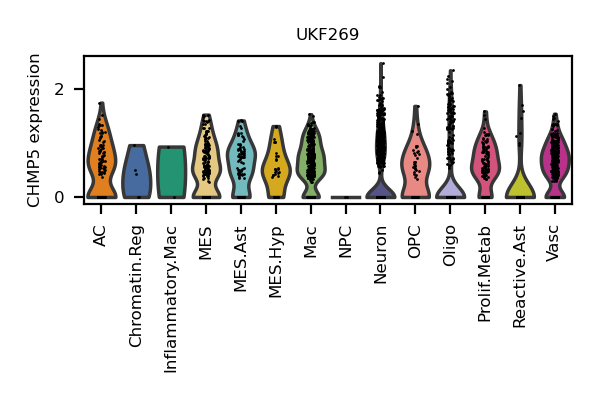 UKF269
CHMP5 expression
2
0
AC
Chromatin.Reg
Inflammatory.Mac
MES
MES.Ast
MES.Hyp
Mac
NPC
Neuron
OPC
Oligo
Prolif.Metab
Reactive.Ast
Vasc